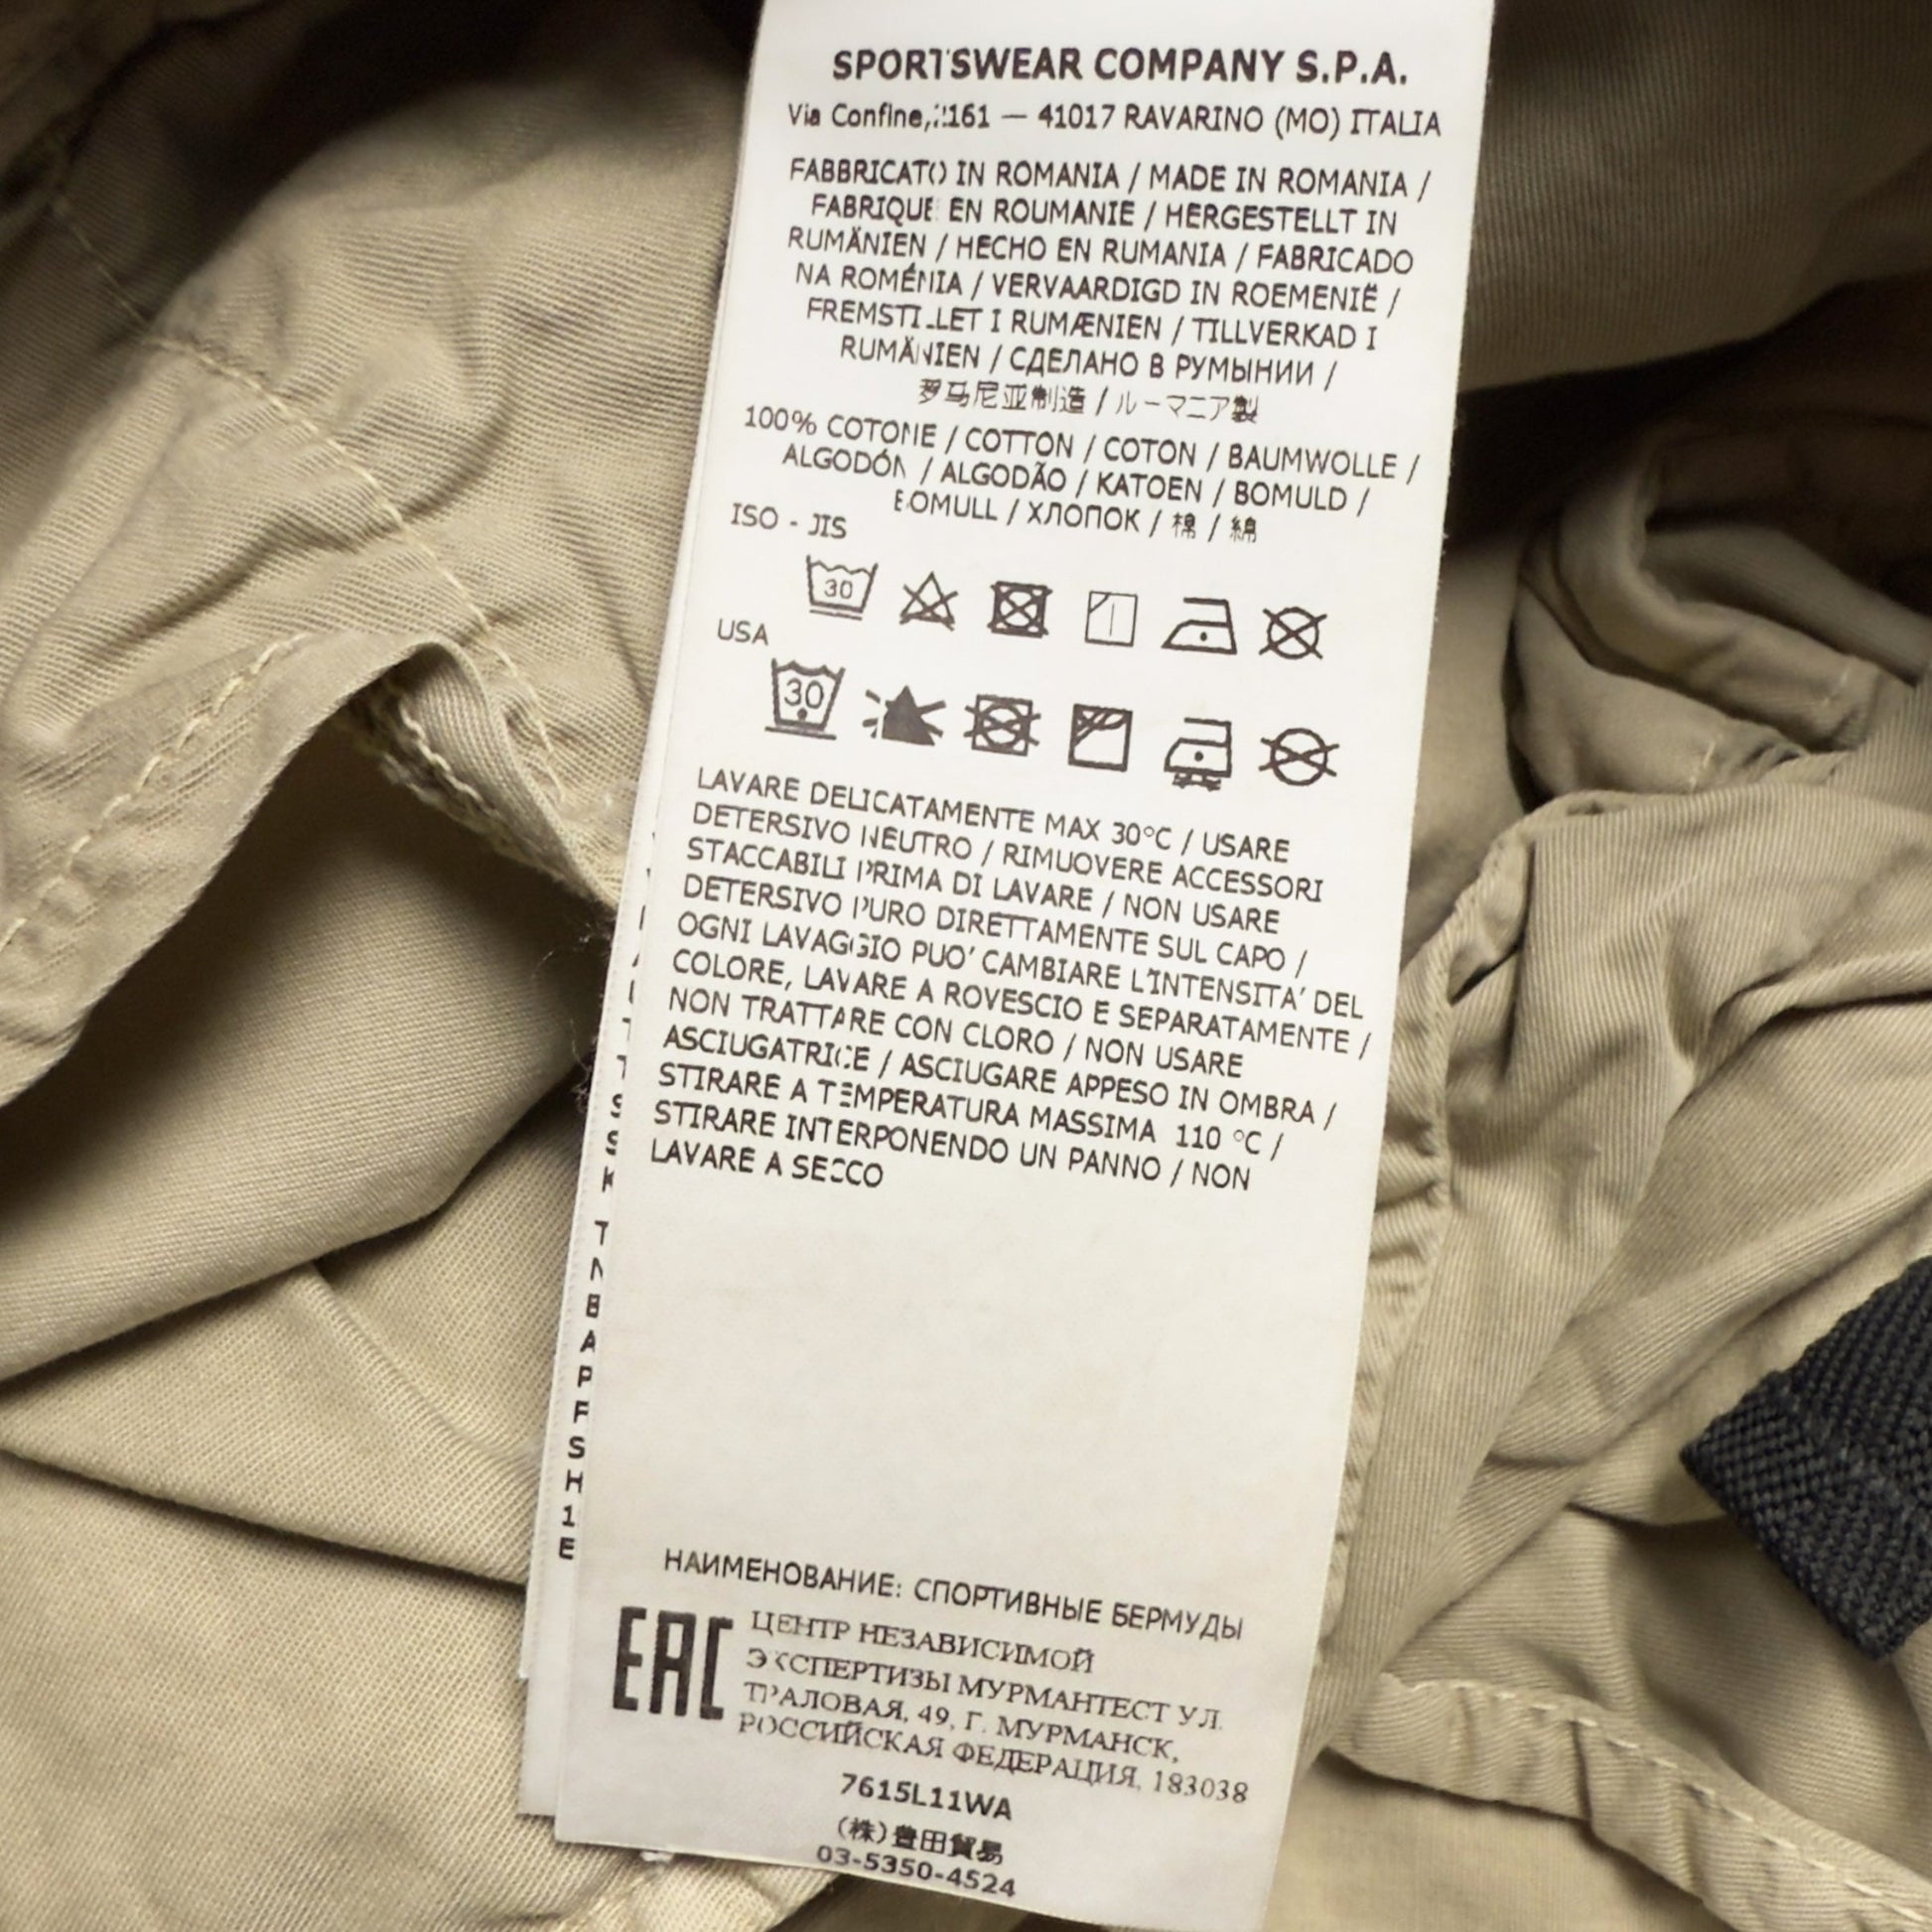 SPORTSWEAR COMPANY S.P.A.
Via Confine, 2161 — 41017 RAVARINO (MO) ITALIA
FABBRICATO IN ROMANIA / MADE IN ROMANIA /
FABRIQUE EN ROUMANIE / HERGESTELLT IN
RUMÄNIEN / HECHO EN RUMANIA / FABRICADO
NA ROMÉNIA / VERVAARDIGD IN ROEMENIË /
FREMSTILLET I RUMÆNIEN / TILLVERKAD I
RUMÄNIEN / СДЕЛАНО В РУМЫНИИ /
罗马尼亚制造 / ルーマニア製
100% COTONE / COTTON / COTON / BAUMWOLLE /
ALGODÓN / ALGODÃO / KATOEN / BOMULD /
BOMULL / ХЛОПОК / 棉 / 綿
ISO - JIS
30
USA
30
LAVARE DELICATAMENTE MAX 30°C / USARE
DETERSIVO NEUTRO / RIMUOVERE ACCESSORI
STACCABILI PRIMA DI LAVARE / NON USARE
DETERSIVO PURO DIRETTAMENTE SUL CAPO /
OGNI LAVAGGIO PUO' CAMBIARE L'INTENSITA' DEL
COLORE, LAVARE A ROVESCIO E SEPARATAMENTE /
NON TRATTARE CON CLORO / NON USARE
ASCIUGATRICE / ASCIUGARE APPESO IN OMBRA /
STIRARE A TEMPERATURA MASSIMA 110 °C /
STIRARE INTERPONENDO UN PANNO / NON
LAVARE A SECCO
НАИМЕНОВАНИЕ: СПОРТИВНЫЕ БЕРМУДЫ
EAC
ЦЕНТР НЕЗАВИСИМОЙ
ЭКСПЕРТИЗЫ МУРМАНТЕСТ УЛ.
ТРАЛОВАЯ, 49, Г. МУРМАНСК,
РОССИЙСКАЯ ФЕДЕРАЦИЯ, 183038
7615L11WA
(株)豊田貿易
03-5350-4524